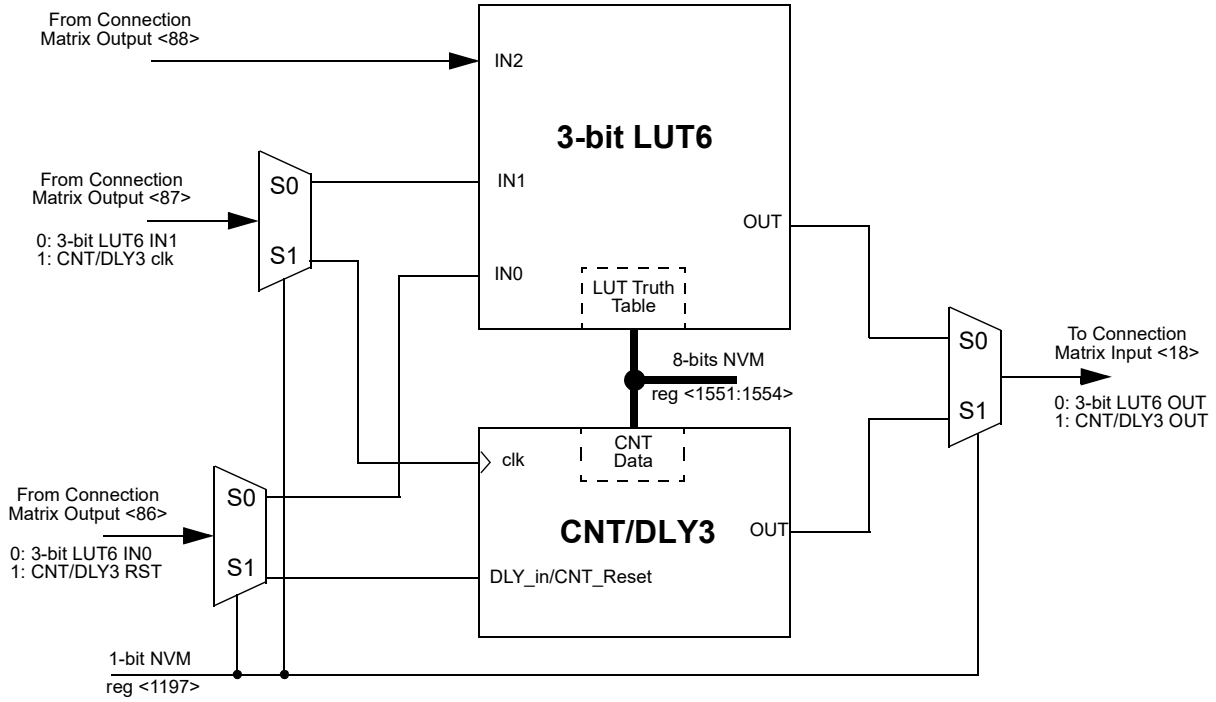 From Connection
Matrix Output <88>
IN2
3-bit LUT6
From Connection
Matrix Output <87>
0: 3-bit LUT6 IN1
1: CNT/DLY3 clk
S0
S1
IN1
IN0
OUT
LUT Truth
Table
8-bits NVM
reg <1551:1554>
S0
S1
To Connection
Matrix Input <18>
0: 3-bit LUT6 OUT
1: CNT/DLY3 OUT
CNT
Data
clk
CNT/DLY3
OUT
DLY_in/CNT_Reset
From Connection
Matrix Output <86>
0: 3-bit LUT6 IN0
1: CNT/DLY3 RST
S0
S1
1-bit NVM
reg <1197>